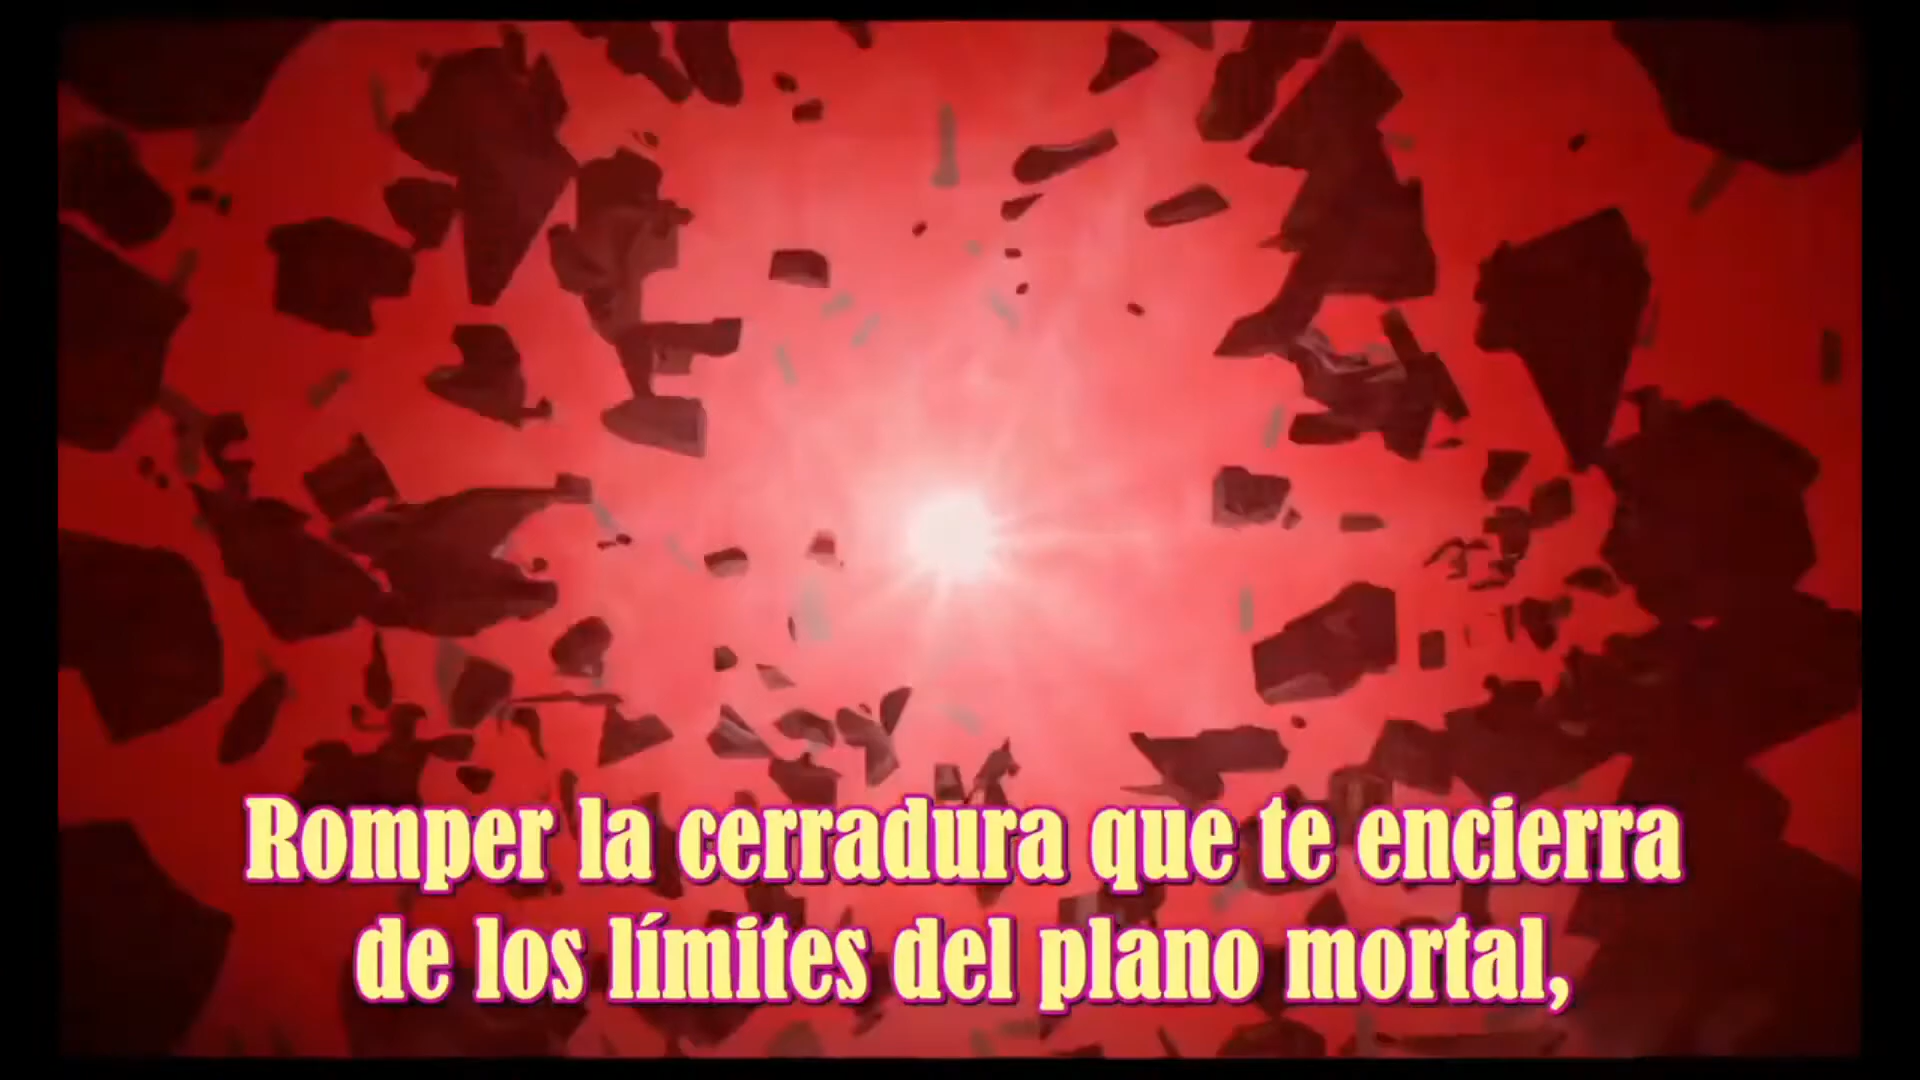 Romper la cerradura que te encierra
de los límites del plano mortal,